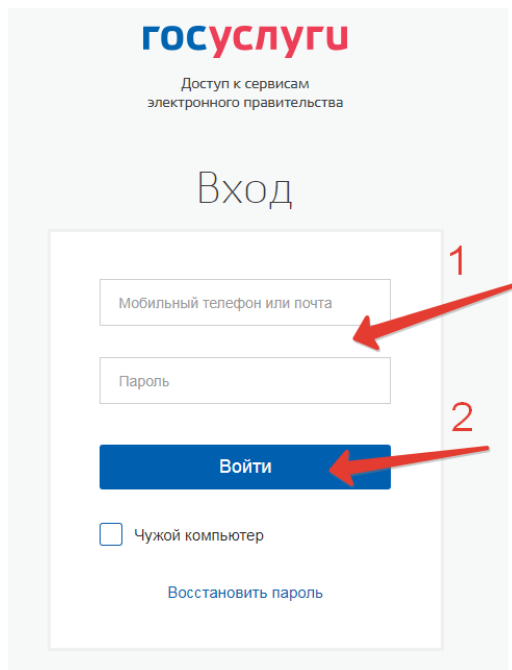 госуслуги
Доступ к сервисам
электронного правительства
Вход
1
Мобильный телефон или почта
Пароль
2
Войти
Чужой компьютер
Восстановить пароль